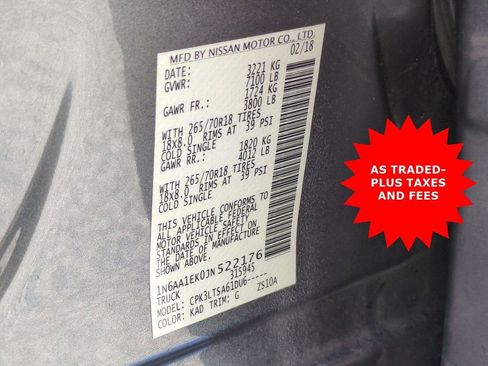 MFD BY NISSAN MOTOR CO., LTD.
02/18
DATE:
GVWR: 3221 KG
7100 LB
GAWR FR.: 1724 KG
3800 LB
WITH 265/70R18 TIRES
18X8.0 RIMS AT 39 PSI
COLD SINGLE
GAWR RR.: 1820 KG
4012 LB
WITH 265/70R18 TIRES
18X8.0 RIMS AT 39 PSI
COLD SINGLE
THIS VEHICLE CONFORMS TO
ALL APPLICABLE FEDERAL
MOTOR VEHICLE SAFETY
STANDARDS IN EFFECT ON
THE DATE OF MANUFACTURE
SHOWN ABOVE.
1N6AA1EK0JN522176
TRUCK 315945
CPK3LTSA61DU6-----
COLOR: KAD TRIM: G ZS10A
AS TRADED-
PLUS TAXES
AND FEES